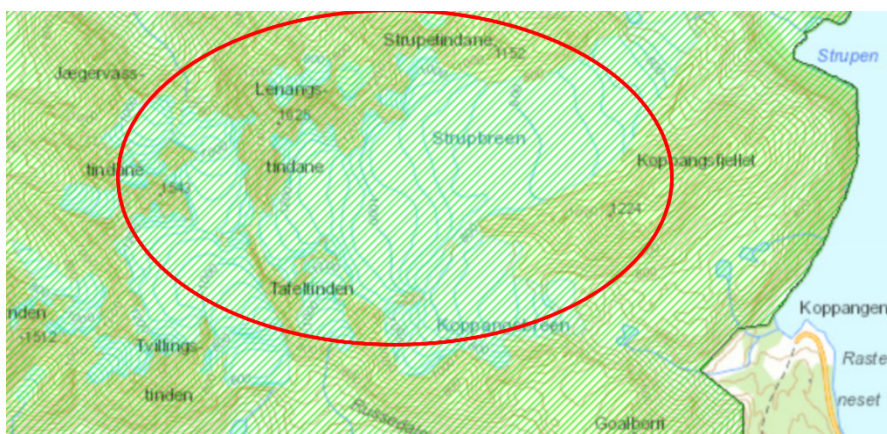 Strupetindane
1152
Strupen
Jægervass-
Lenangs-
1625
Strupbreen
tindane
tindane
Koppangsfjellet
1543
1224
Tafeltinden
nden
1512
Koppangsbreen
Koppangen
Tvillings-
tinden
Raste
neset
Goalborri